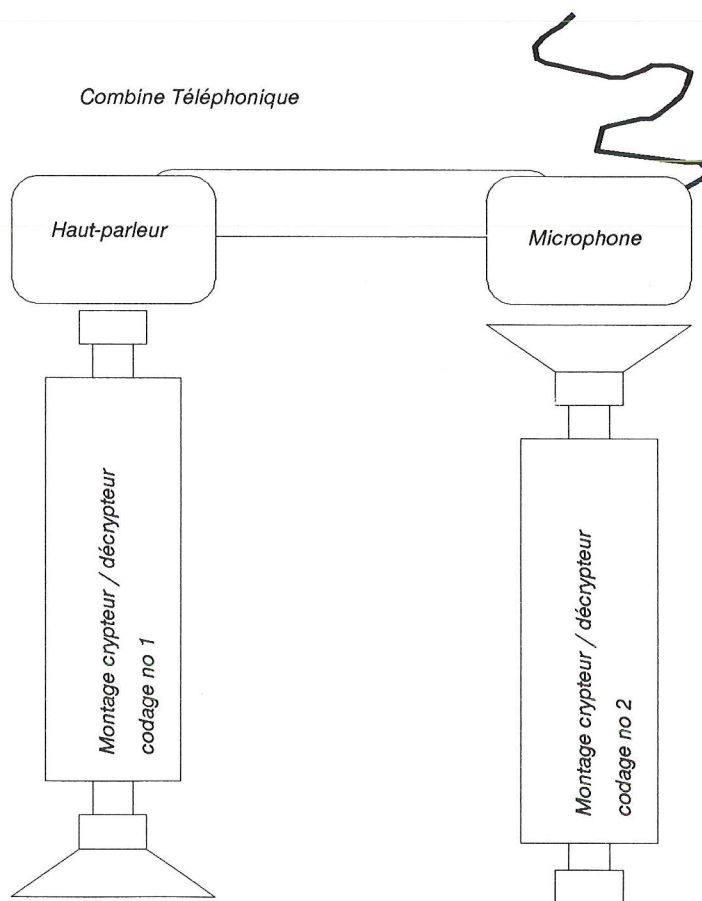 Combine Téléphonique
Haut-parleur
Microphone
Montage crypteur / décrypteur
codage no 1
Montage crypteur / décrypteur
codage no 2